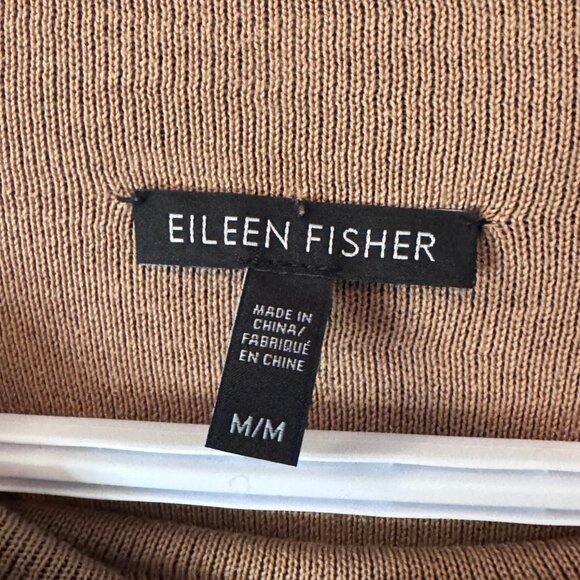 EILEEN FISHER
MADE IN
CHINA/
FABRIQUÉ
EN CHINE
M/M